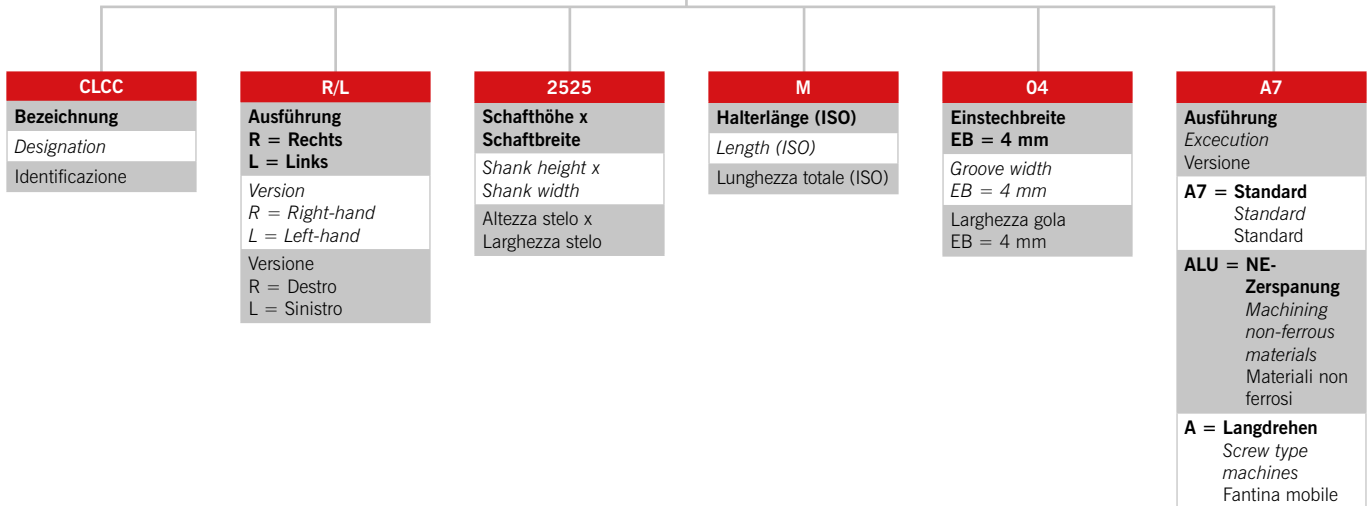 CLCC
Bezeichnung
Designation
Identificazione
R/L
Ausführung
R = Rechts
L = Links
Version
R = Right-hand
L = Left-hand
Versione
R = Destro
L = Sinistro
2525
Schafthöhe x
Schaftbreite
Shank height x
Shank width
Altezza stelo x
Larghezza stelo
M
Halterlänge (ISO)
Length (ISO)
Lunghezza totale (ISO)
04
Einstechbreite
EB = 4 mm
Groove width
EB = 4 mm
Larghezza gola
EB = 4 mm
A7
Ausführung
Excecution
Versione
A7 = Standard
Standard
Standard
ALU = NE-
Zerspanung
Machining
non-ferrous
materials
Materiali non
ferrosi
A = Langdrehen
Screw type
machines
Fantina mobile